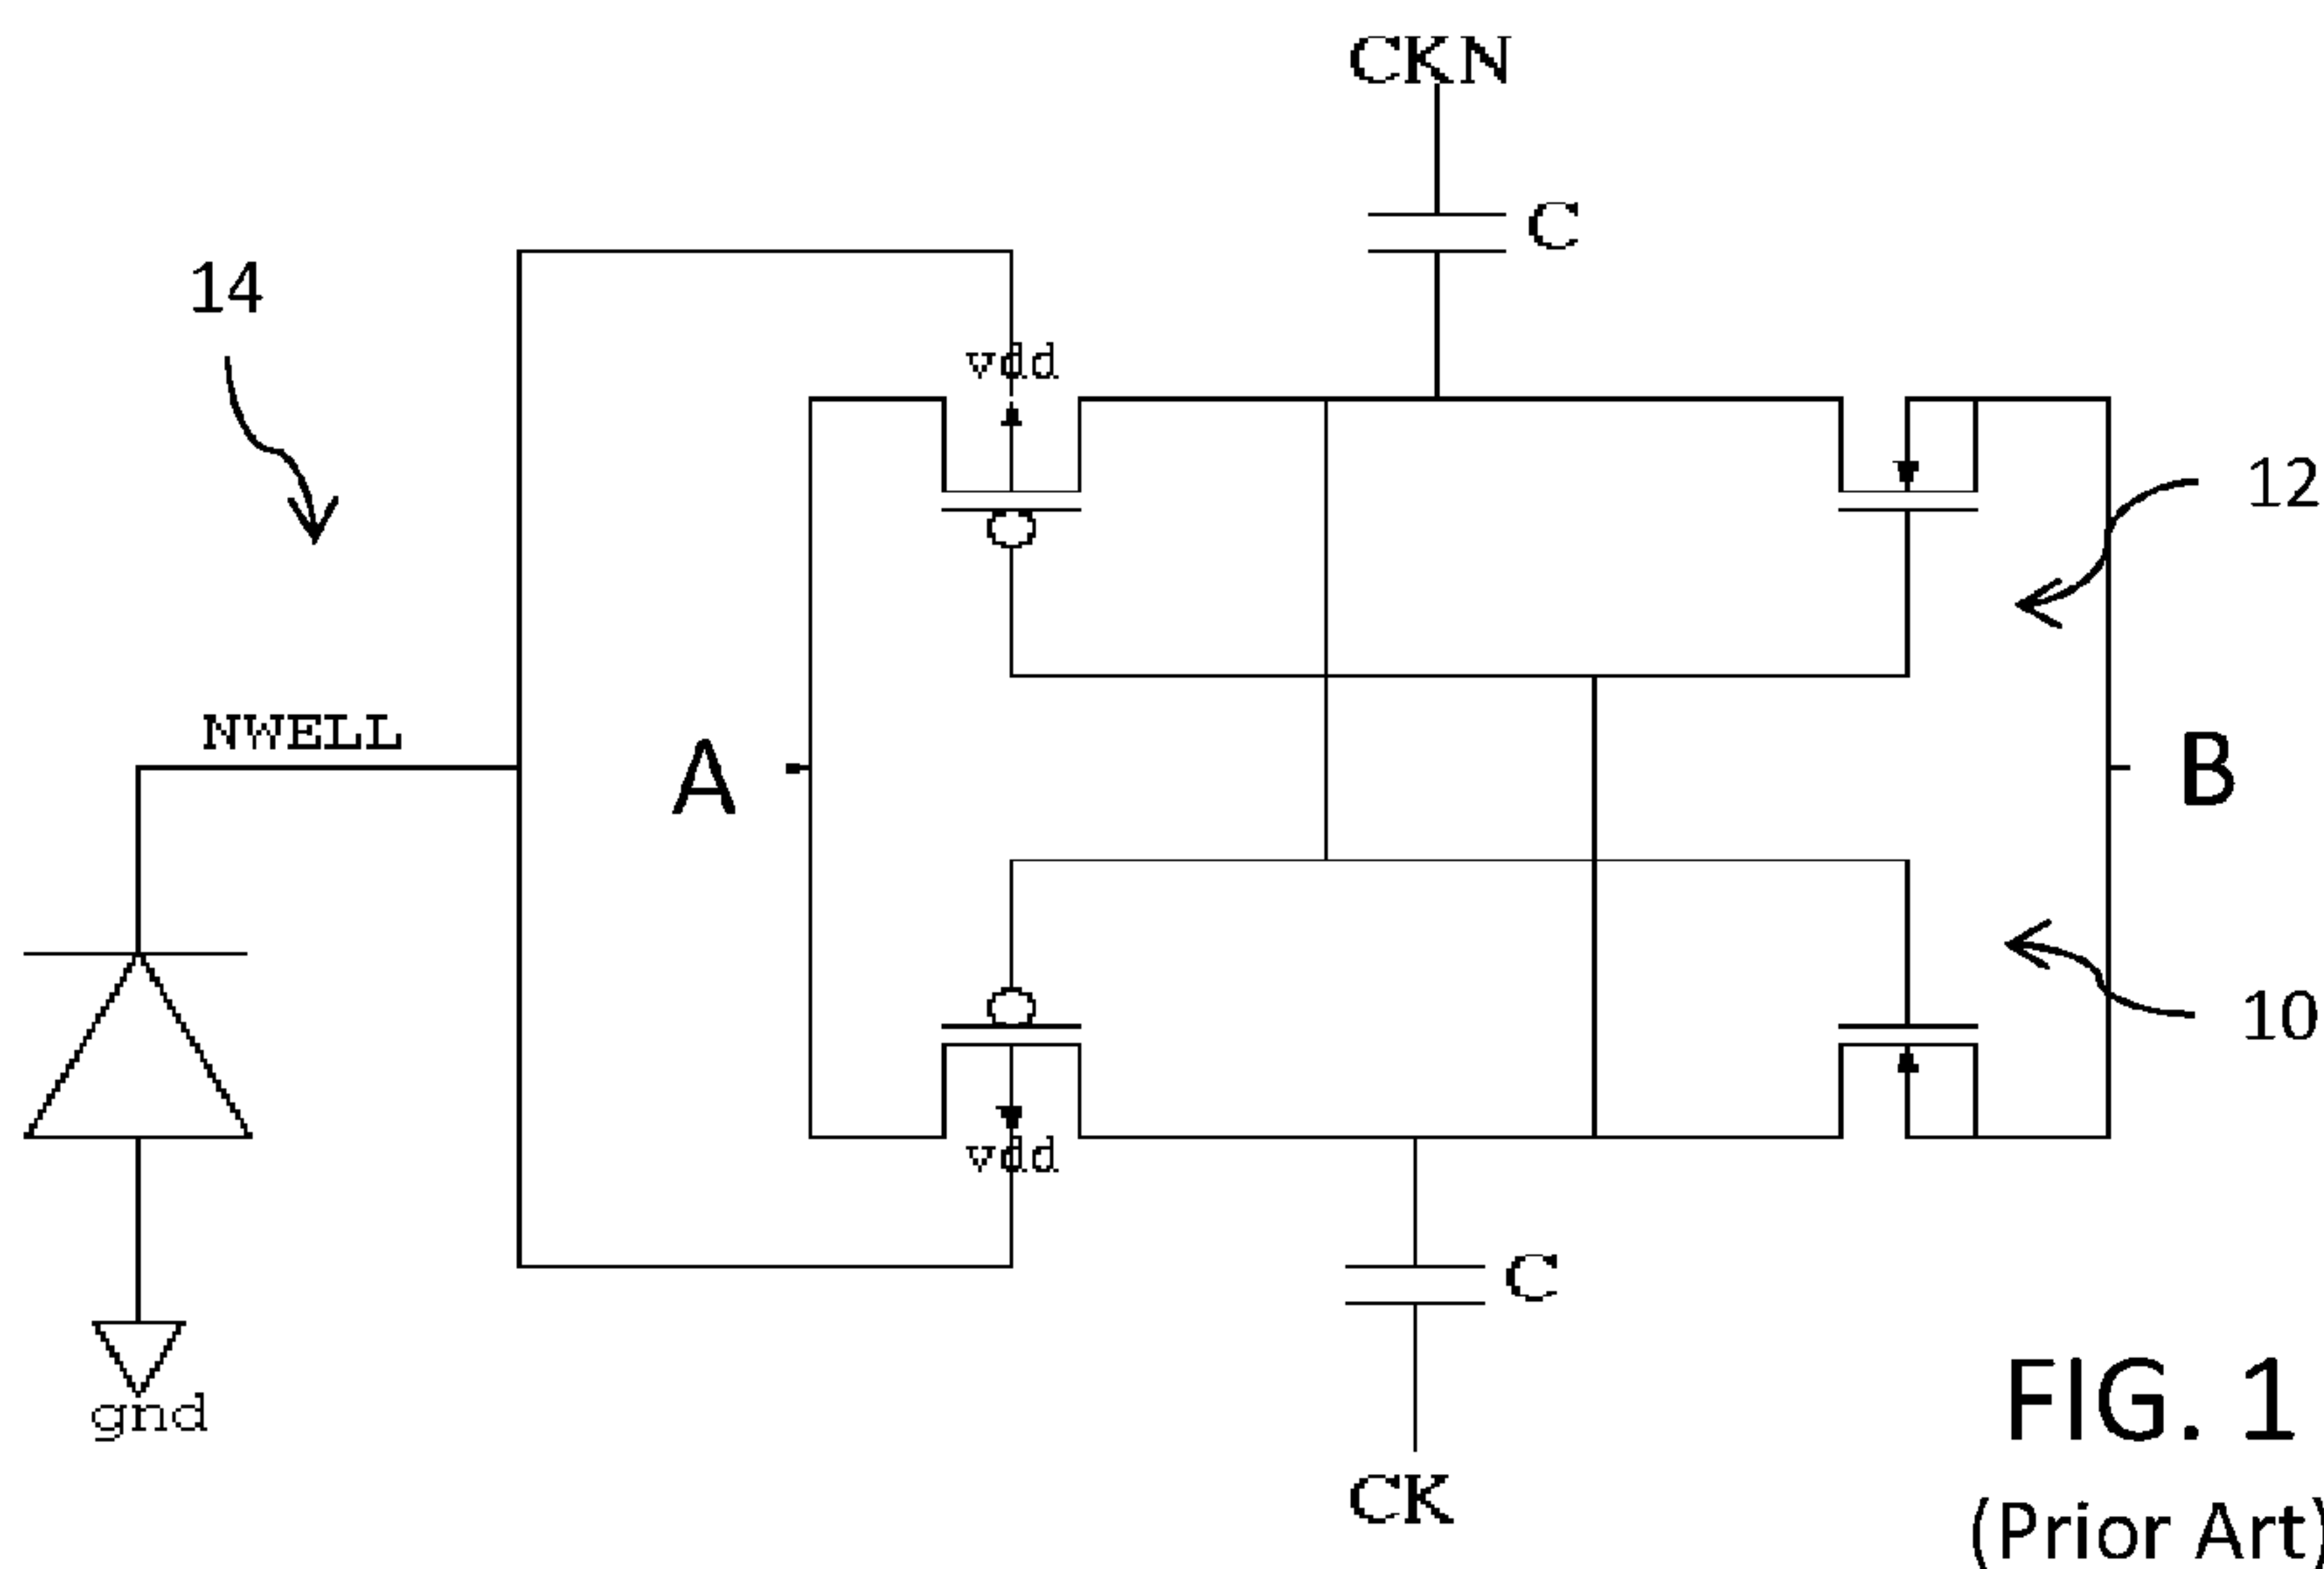 CKN
C
14
vdd
12
NWELL
A
B
10
vdd
C
gnd
CK
FIG. 1
(Prior Art)